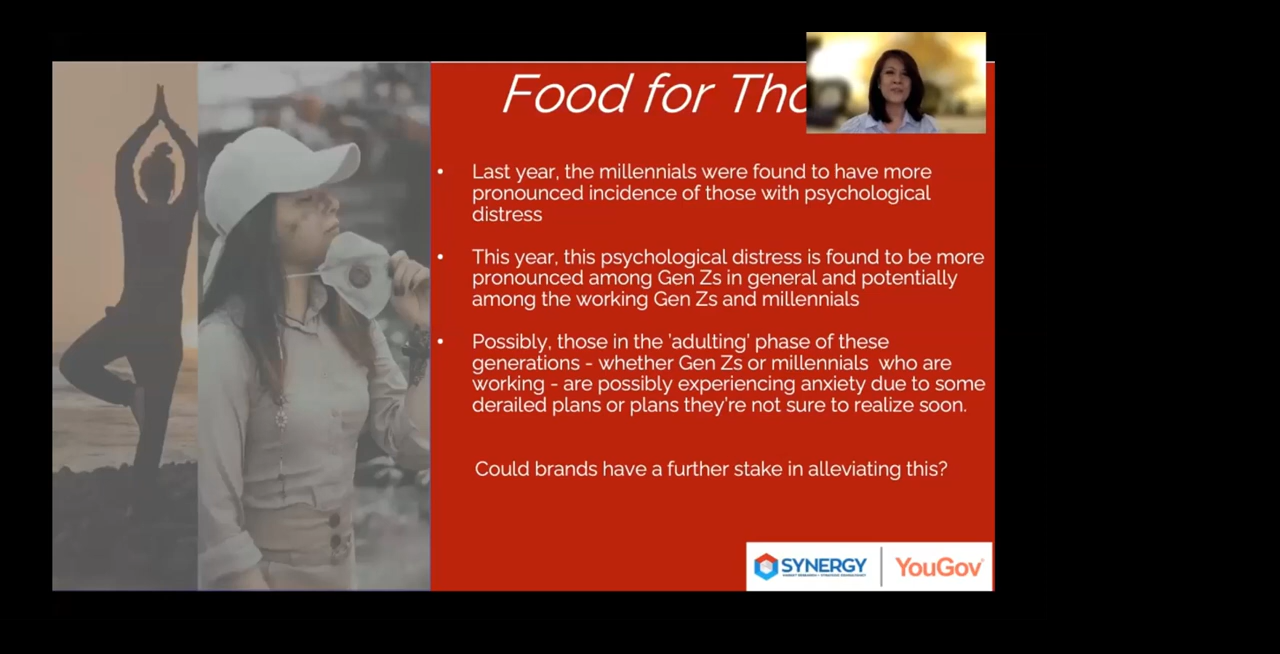 Food for Tho
• Last year, the millennials were found to have more
pronounced incidence of those with psychological
distress
• This year, this psychological distress is found to be more
pronounced among Gen Zs in general and potentially
among the working Gen Zs and millennials
• Possibly, those in the 'adulting' phase of these
generations - whether Gen Zs or millennials who are
working - are possibly experiencing anxiety due to some
derailed plans or plans they're not sure to realize soon.
Could brands have a further stake in alleviating this?
SYNERGY
YouGov